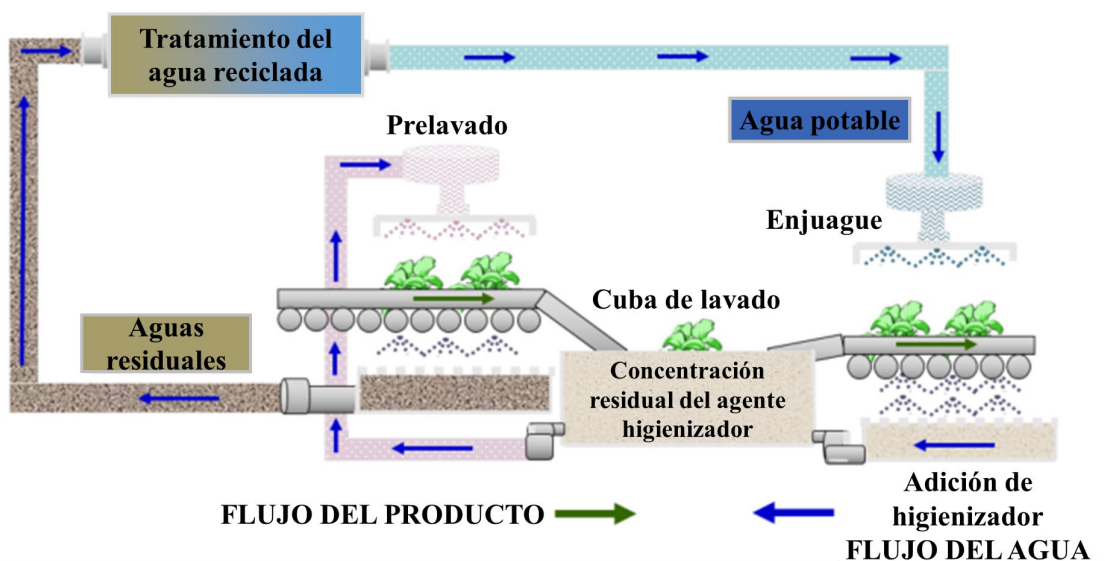 Tratamiento del
agua reciclada
Prelavado
Agua potable
Enjuague
Cuba de lavado
Aguas
residuales
Concentración
residual del agente
higienizador
FLUJO DEL PRODUCTO
Adición de
higienizador
FLUJO DEL AGUA